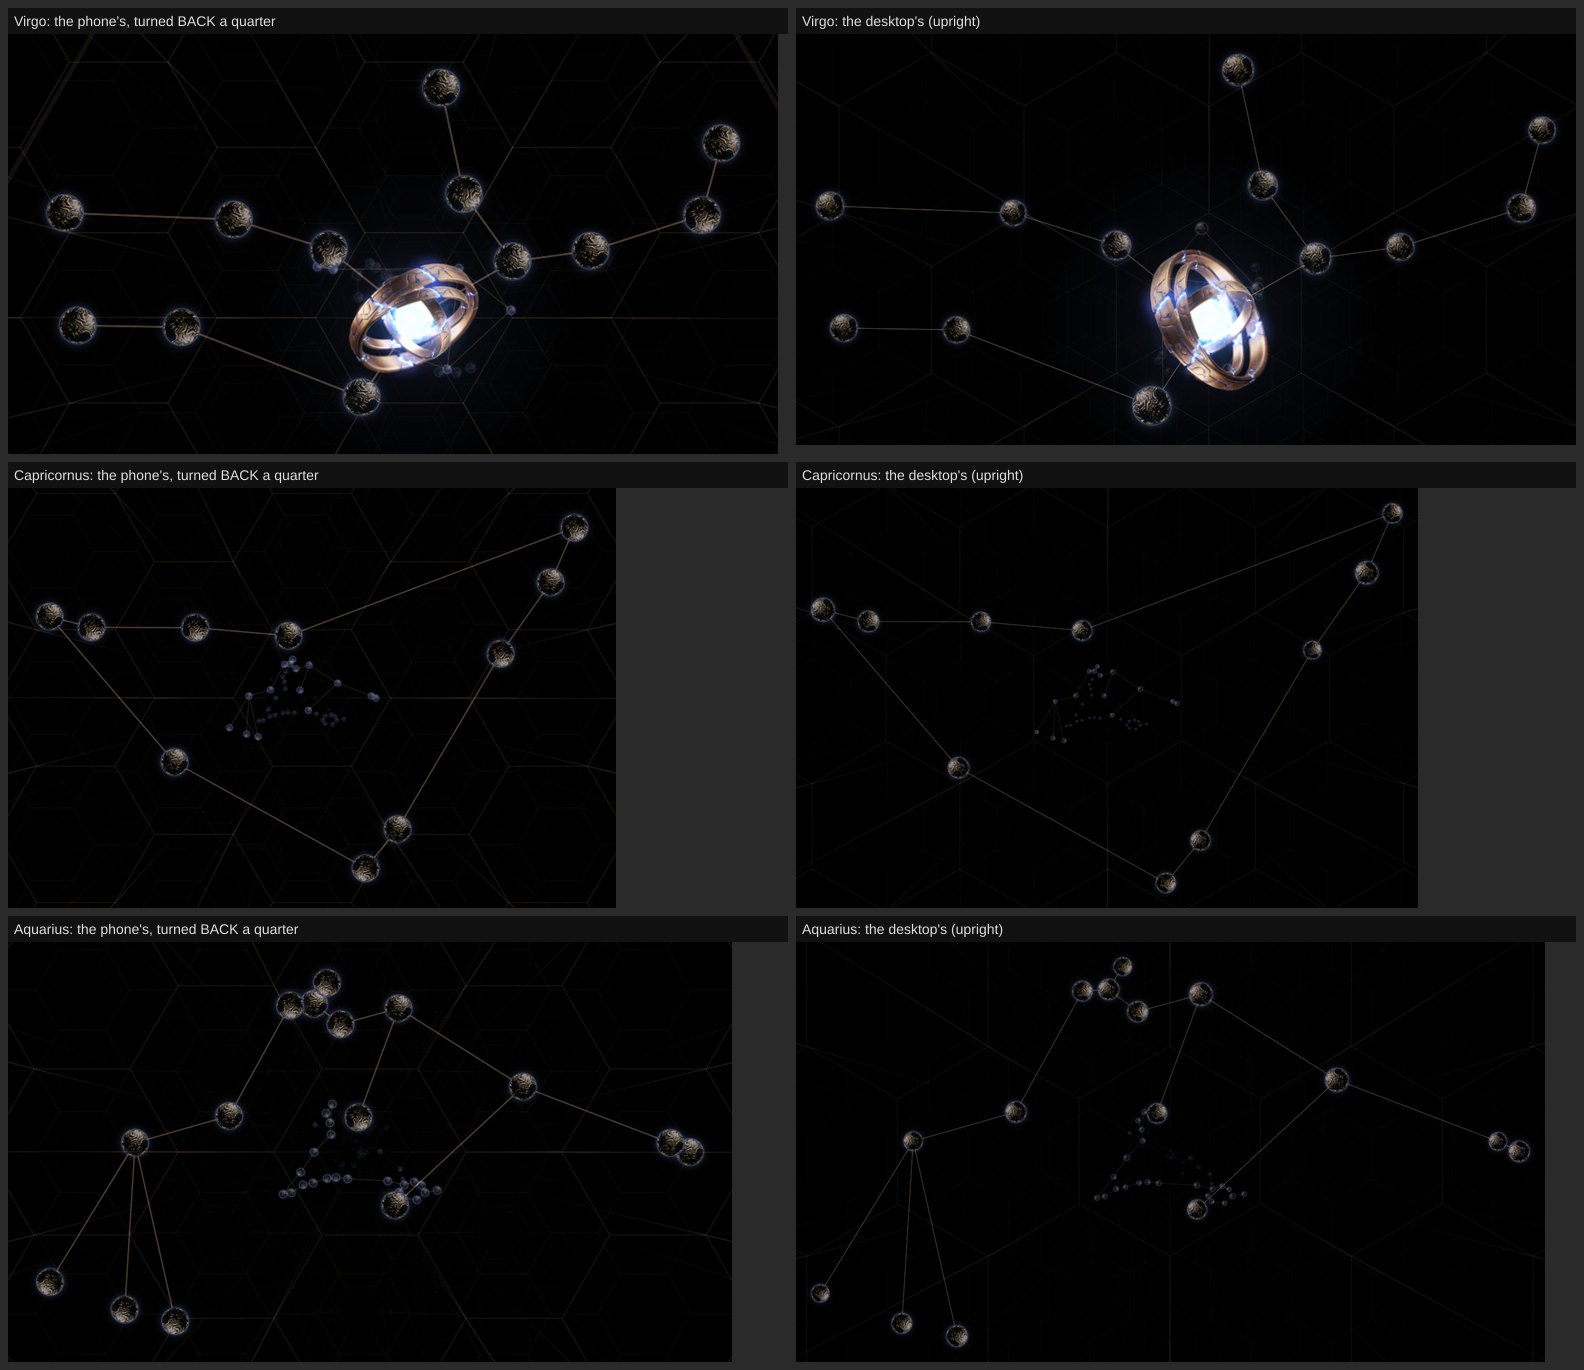 Virgo: the phone's, turned BACK a quarter
Virgo: the desktop's (upright)
Capricornus: the phone's, turned BACK a quarter
Capricornus: the desktop's (upright)
Aquarius: the phone's, turned BACK a quarter
Aquarius: the desktop's (upright)